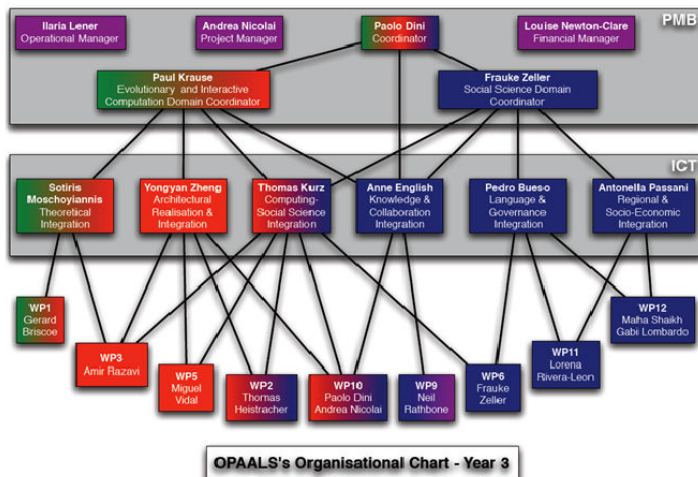 PMB
Ilaria Lener
Operational Manager
Andrea Nicolai
Project Manager
Paolo Dini
Coordinator
Louise Newton-Clare
Financial Manager
Paul Krause
Evolutionary and Interactive
Computation Domain Coordinator
Frauke Zeller
Social Science Domain
Coordinator
ICT
Sotiris
Moschoyiannis
Theoretical
Integration
Yongyan Zheng
Architectural
Realisation &
Integration
Thomas Kurz
Computing-
Social Science
Integration
Anne English
Knowledge &
Collaboration
Integration
Pedro Bueso
Language &
Governance
Integration
Antonella Passani
Regional &
Socio-Economic
Integration
WP1
Gerard
Briscoe
WP3
Amir Razavi
WP5
Miguel
Vidal
WP2
Thomas
Heistracher
WP10
Paolo Dini
Andrea Nicolai
WP9
Neil
Rathbone
WP6
Frauke
Zeller
WP11
Lorena
Rivera-Leon
WP12
Maha Shaikh
Gabi Lombardo
OPAALS's Organisational Chart - Year 3